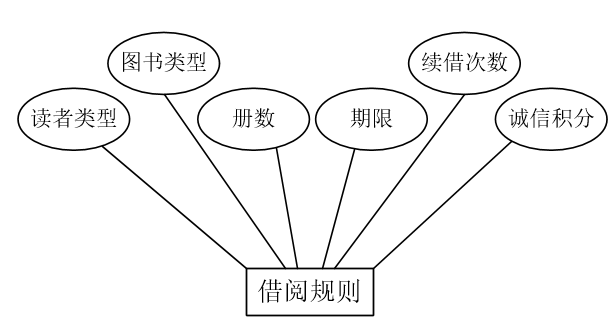 图书类型
续借次数
读者类型
册数
期限
诚信积分
借阅规则